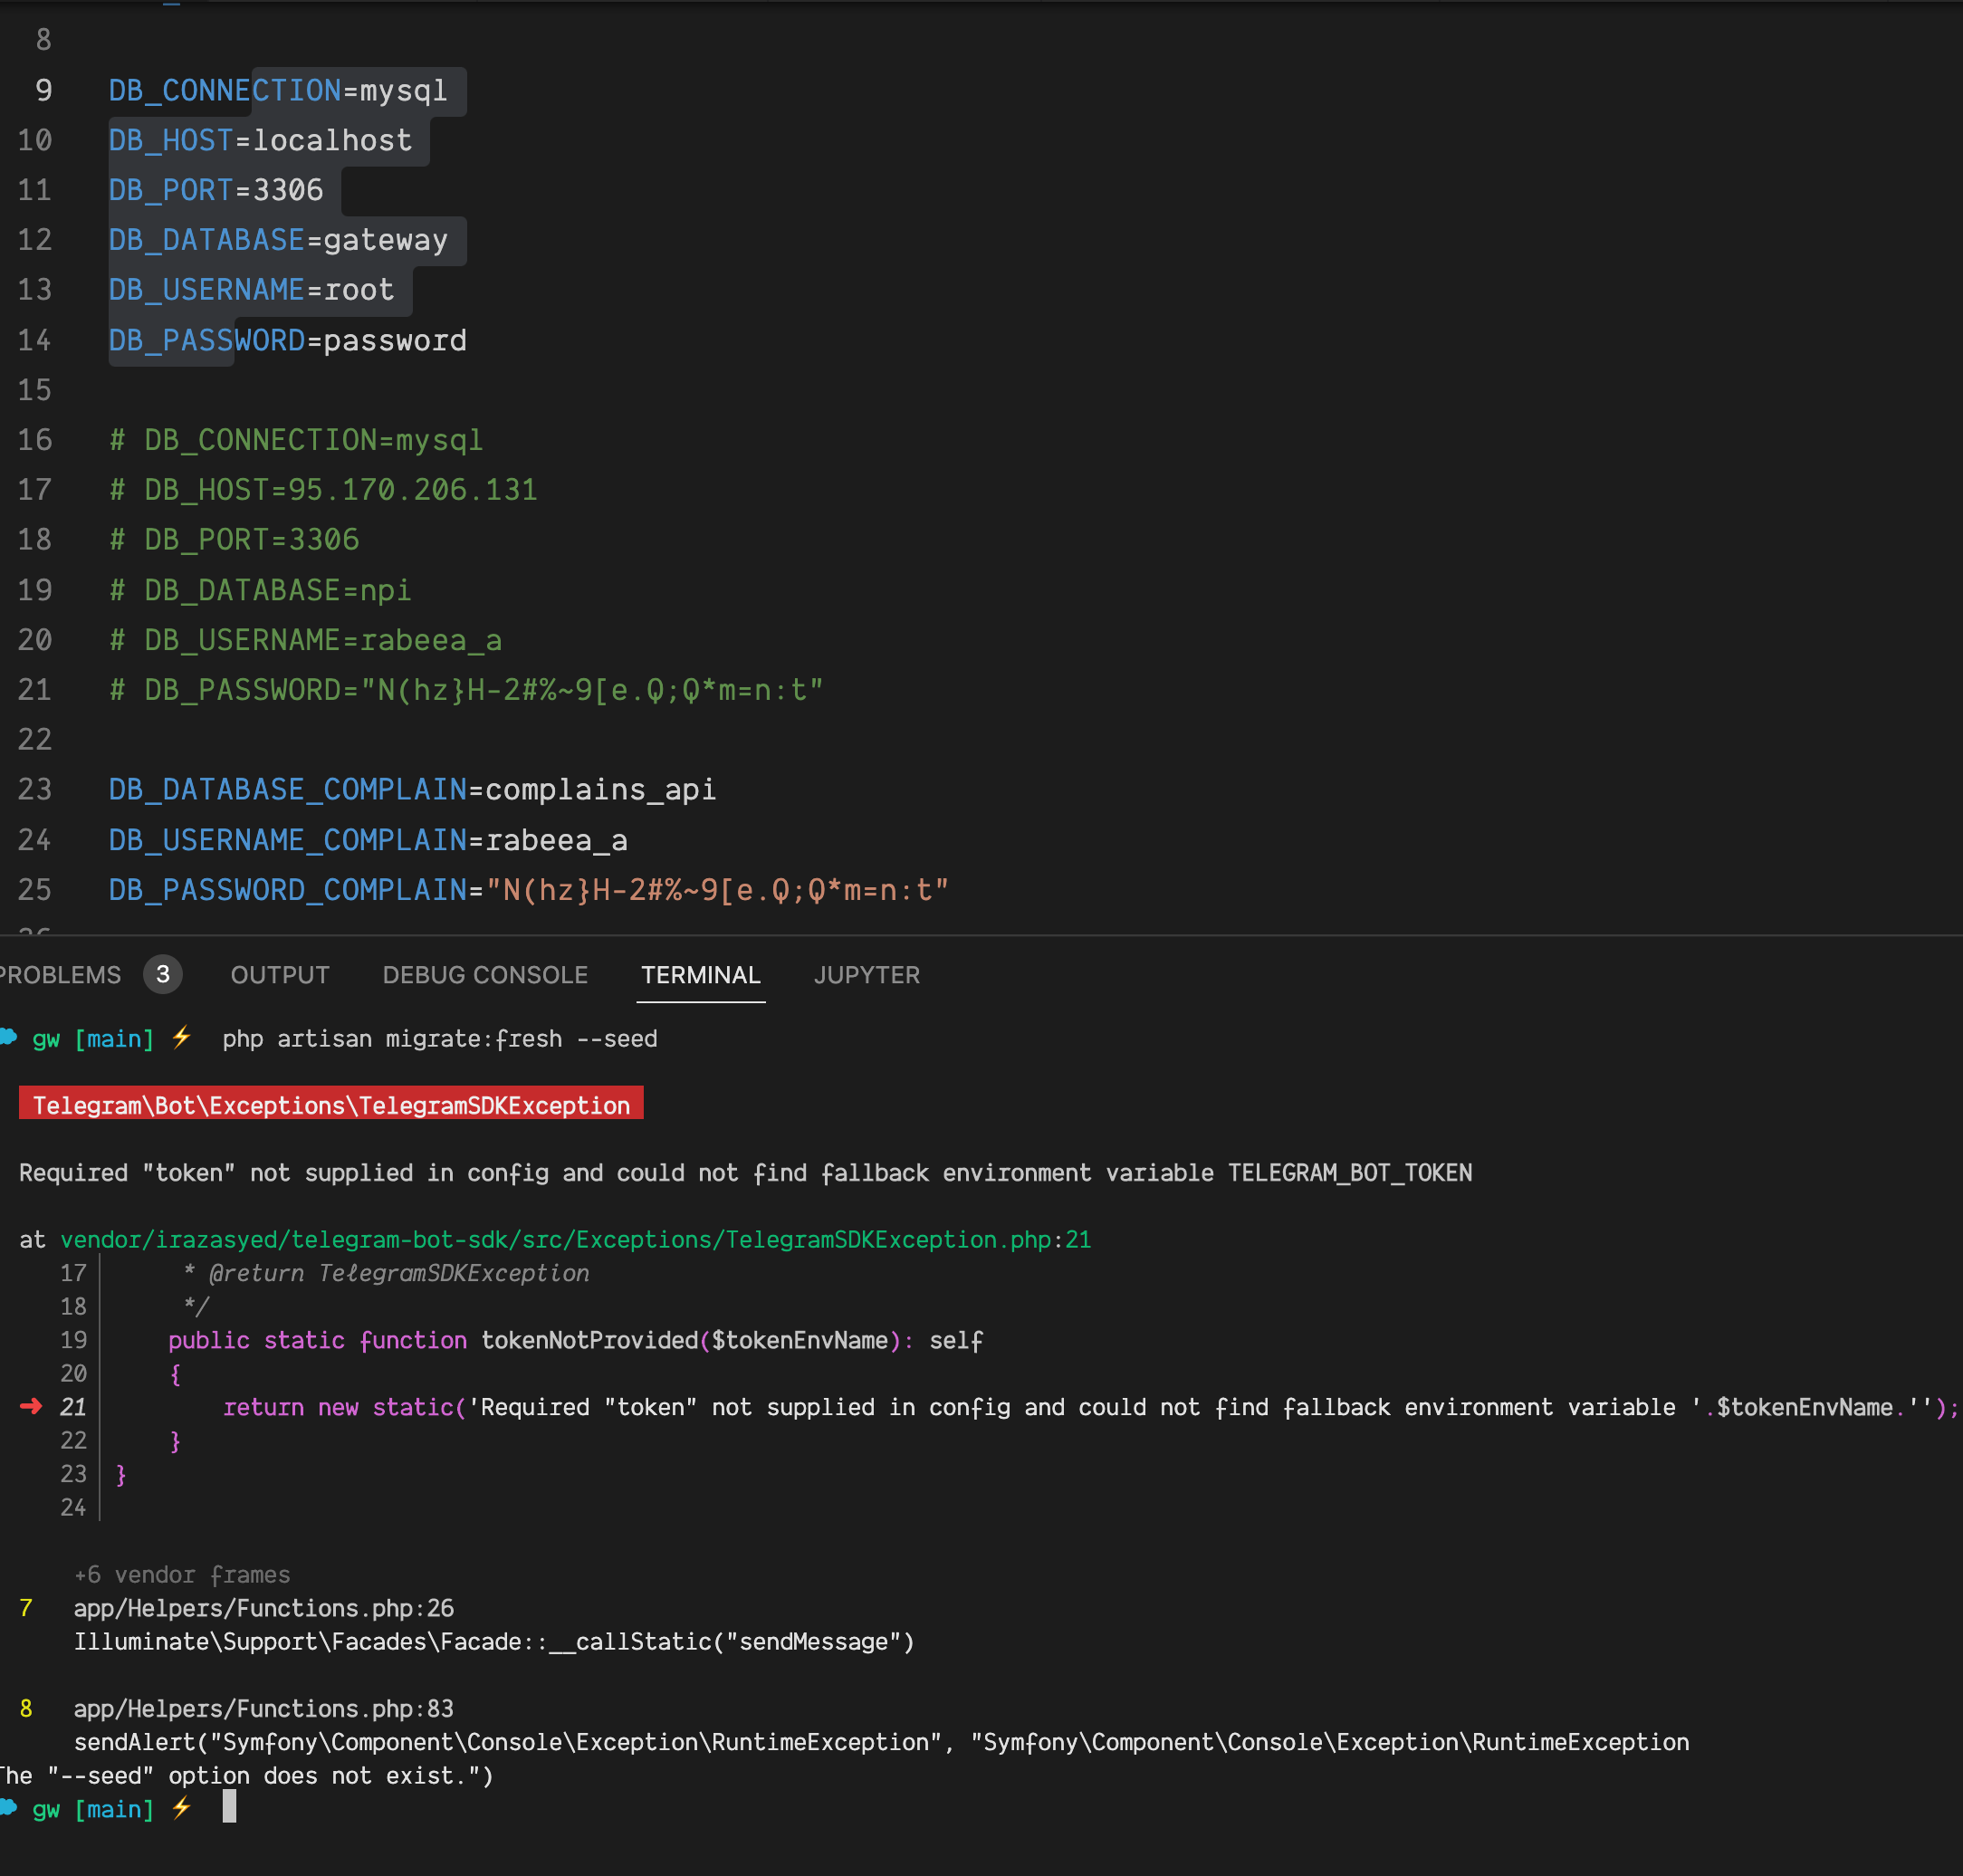 8
9 DB_CONNECTION=mysql
10 DB_HOST=localhost
11 DB_PORT=3306
12 DB_DATABASE=gateway
13 DB_USERNAME=root
14 DB_PASSWORD=password
15
16 # DB_CONNECTION=mysql
17 # DB_HOST=95.170.206.131
18 # DB_PORT=3306
19 # DB_DATABASE=npi
20 # DB_USERNAME=rabeea_a
21 # DB_PASSWORD="N(hz}H-2#%~9[e.Q;Q*m=n:t"
22
23 DB_DATABASE_COMPLAIN=complains_api
24 DB_USERNAME_COMPLAIN=rabeea_a
25 DB_PASSWORD_COMPLAIN="N(hz}H-2#%~9[e.Q;Q*m=n:t"
PROBLEMS 3 OUTPUT DEBUG CONSOLE TERMINAL JUPYTER
gw [main] ⚡ php artisan migrate:fresh --seed
Telegram\Bot\Exceptions\TelegramSDKException
Required "token" not supplied in config and could not find fallback environment variable TELEGRAM_BOT_TOKEN
at vendor/irazasyed/telegram-bot-sdk/src/Exceptions/TelegramSDKException.php:21
17 * @return TelegramSDKException
18 */
19 public static function tokenNotProvided($tokenEnvName): self
20 {
➜ 21 return new static('Required "token" not supplied in config and could not find fallback environment variable '.$tokenEnvName.'');
22 }
23 }
24
+6 vendor frames
7 app/Helpers/Functions.php:26
Illuminate\Support\Facades\Facade::__callStatic("sendMessage")
8 app/Helpers/Functions.php:83
sendAlert("Symfony\Component\Console\Exception\RuntimeException", "Symfony\Component\Console\Exception\RuntimeException
The "--seed" option does not exist.")
gw [main] ⚡